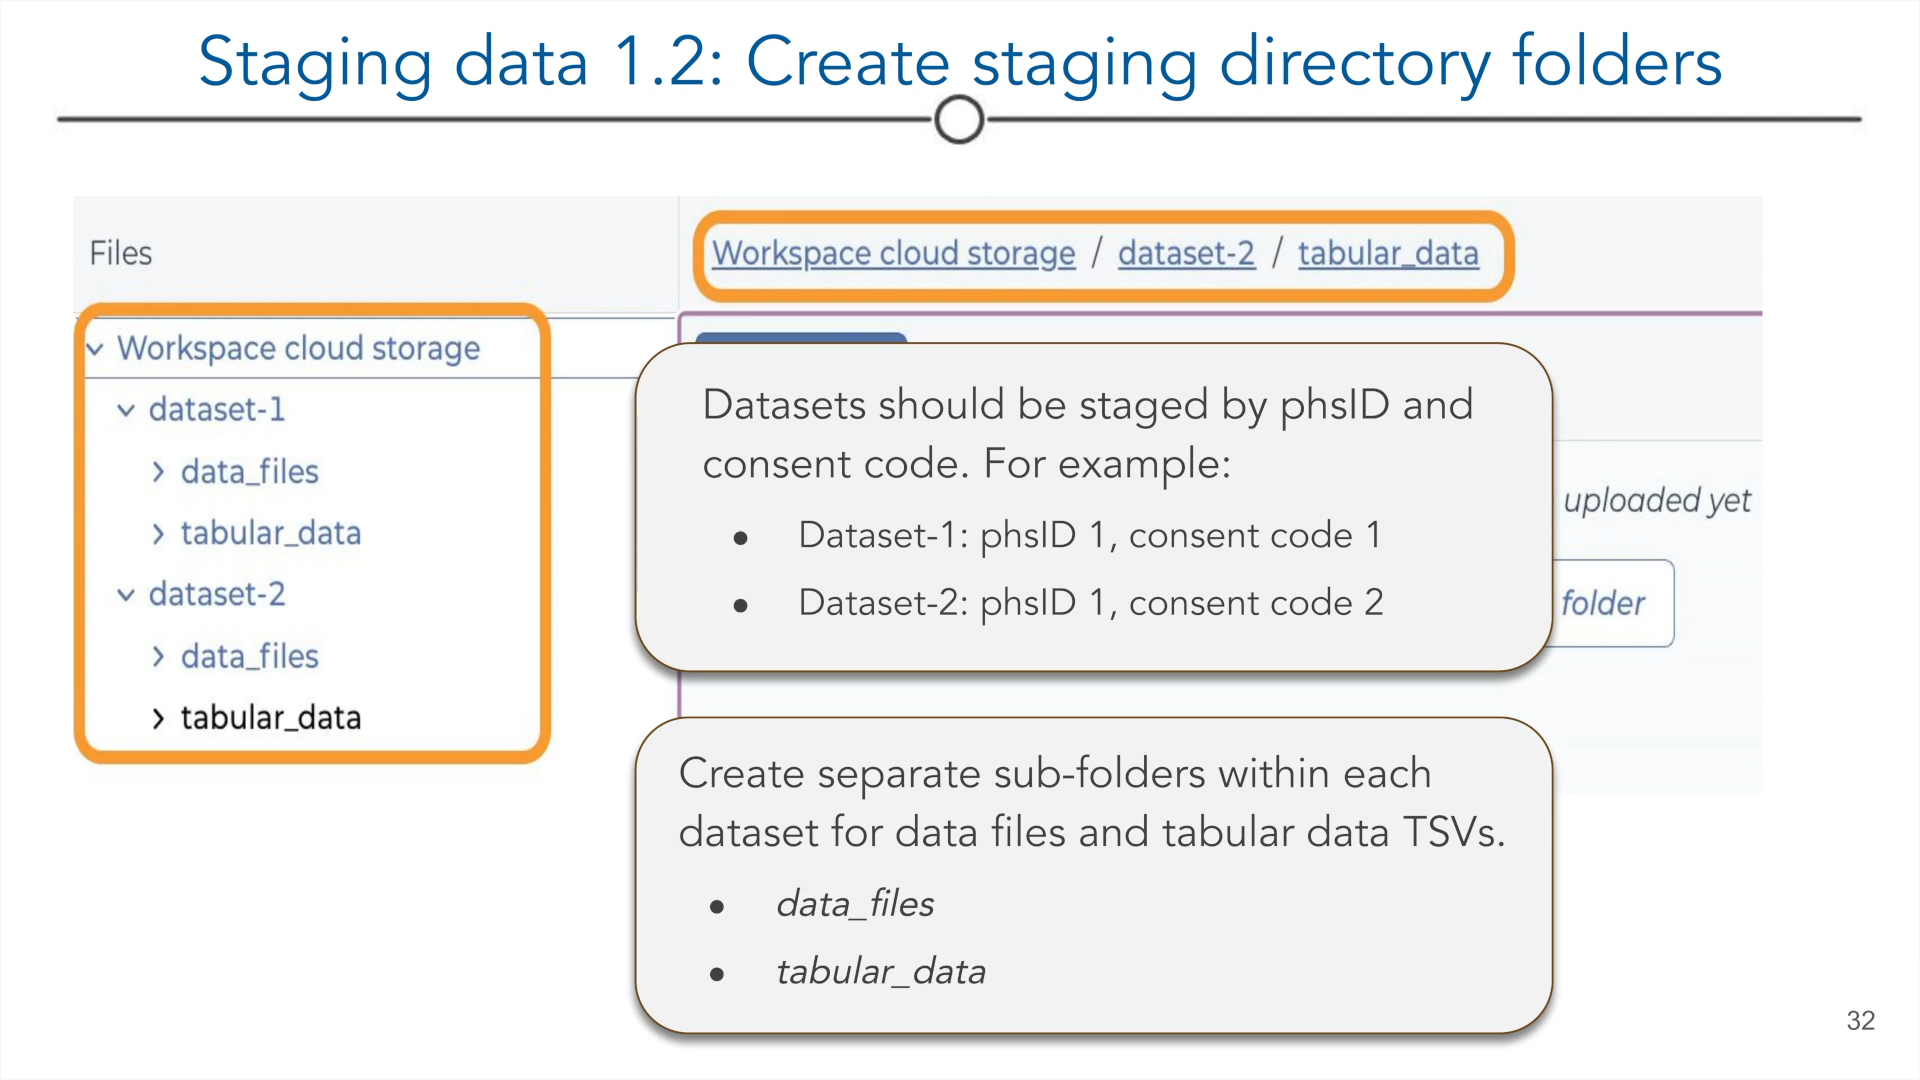 Staging data 1.2: Create staging directory folders
Files
Workspace cloud storage / dataset-2 / tabular_data
Workspace cloud storage
dataset-1
data_files
tabular_data
dataset-2
data_files
tabular_data
Datasets should be staged by phsID and
consent code. For example:
● Dataset-1: phsID 1, consent code 1
● Dataset-2: phsID 1, consent code 2
uploaded yet
folder
Create separate sub-folders within each
dataset for data files and tabular data TSVs.
● data_files
● tabular_data
32